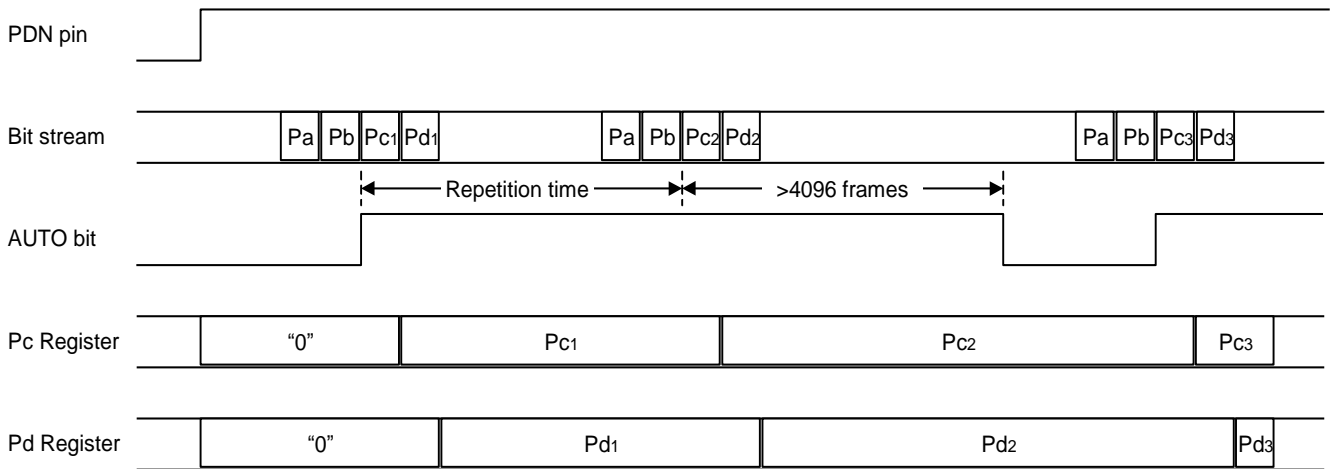 PDN pin
Bit stream
Pa Pb Pc1 Pd1 Pa Pb Pc2 Pd2 Pa Pb Pc3 Pd3
Repetition time >4096 frames
AUTO bit
Pc Register “0” Pc1 Pc2 Pc3
Pd Register “0” Pd1 Pd2 Pd3